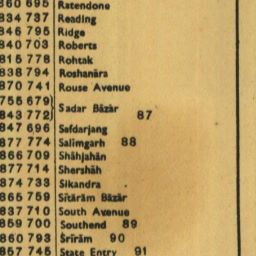 860 695 Ratendone
834 737 Reading
846 795 Ridge
840 703 Roberts
815 778 Rohtak
838 794 Roshanāra
870 741 Rouse Avenue
755 679
843 772} Sadar Bāzār 87
847 696 Safdarjang
877 774 Salimgarh 88
866 709 Shāhjahān
877 714 Shershāh
874 733 Sikandra
865 759 Sītārām Bāzār
837 710 South Avenue
859 700 Southend 89
860 793 Śrīrām 90
857 745 State Entry 91